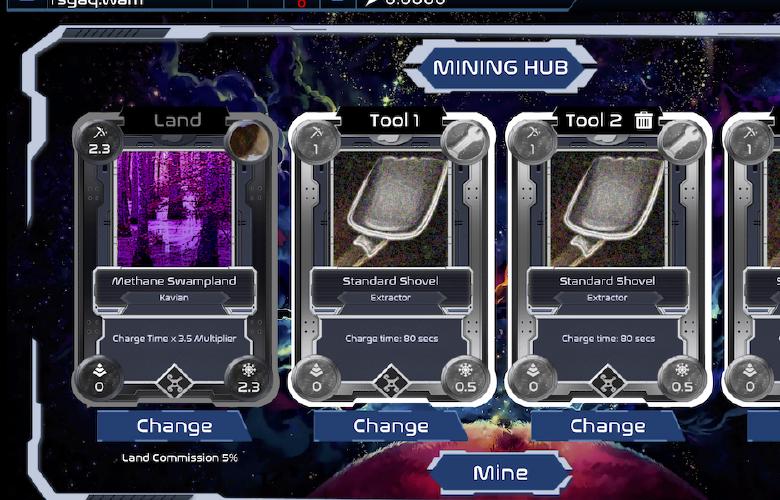 MINING HUB
Land
Tool 1
Tool 2
2.3
1
1
1
Methane Swampland
Kavian
Standard Shovel
Extractor
Standard Shovel
Extractor
Charge Time x 3.5 Multiplier
Charge time: 80 secs
Charge time: 80 secs
0
2.3
0
0.5
0
0.5
0
Change
Change
Change
Land Commission 5%
Mine